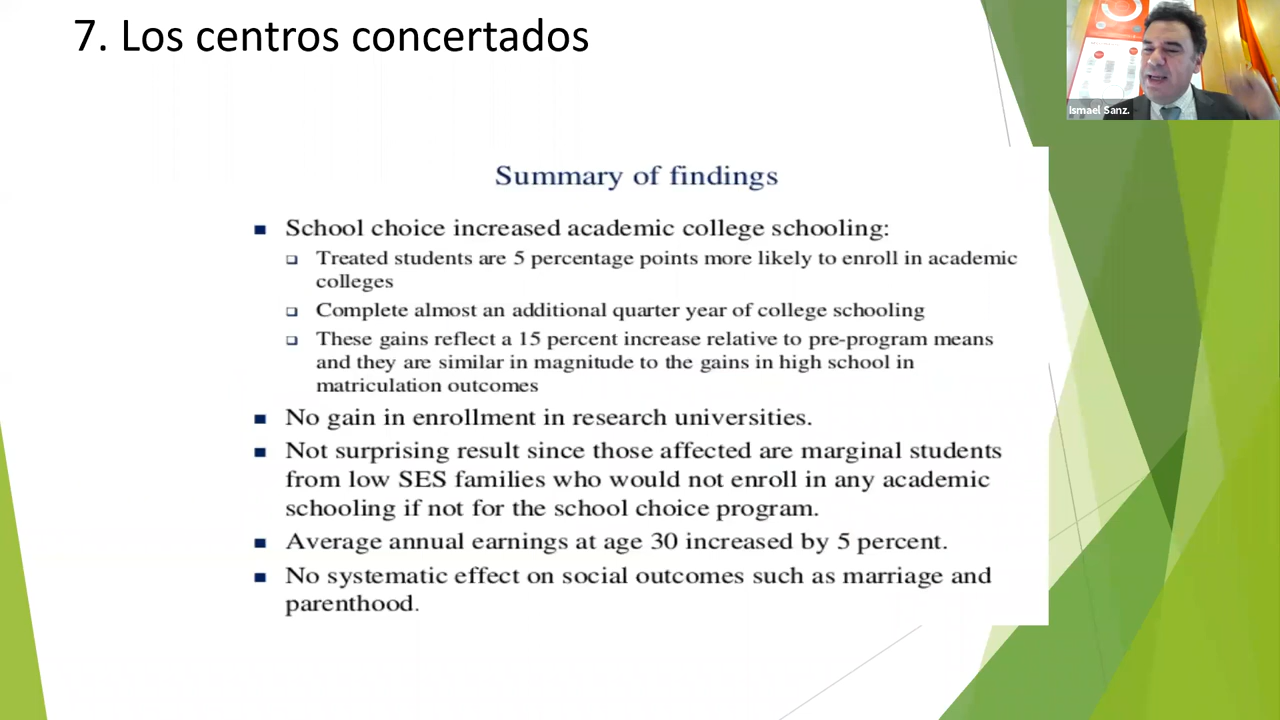 7. Los centros concertados
Ismael Sanz.
Summary of findings
School choice increased academic college schooling:
Treated students are 5 percentage points more likely to enroll in academic
colleges
Complete almost an additional quarter year of college schooling
These gains reflect a 15 percent increase relative to pre-program means
and they are similar in magnitude to the gains in high school in
matriculation outcomes
No gain in enrollment in research universities.
Not surprising result since those affected are marginal students
from low SES families who would not enroll in any academic
schooling if not for the school choice program.
Average annual earnings at age 30 increased by 5 percent.
No systematic effect on social outcomes such as marriage and
parenthood.